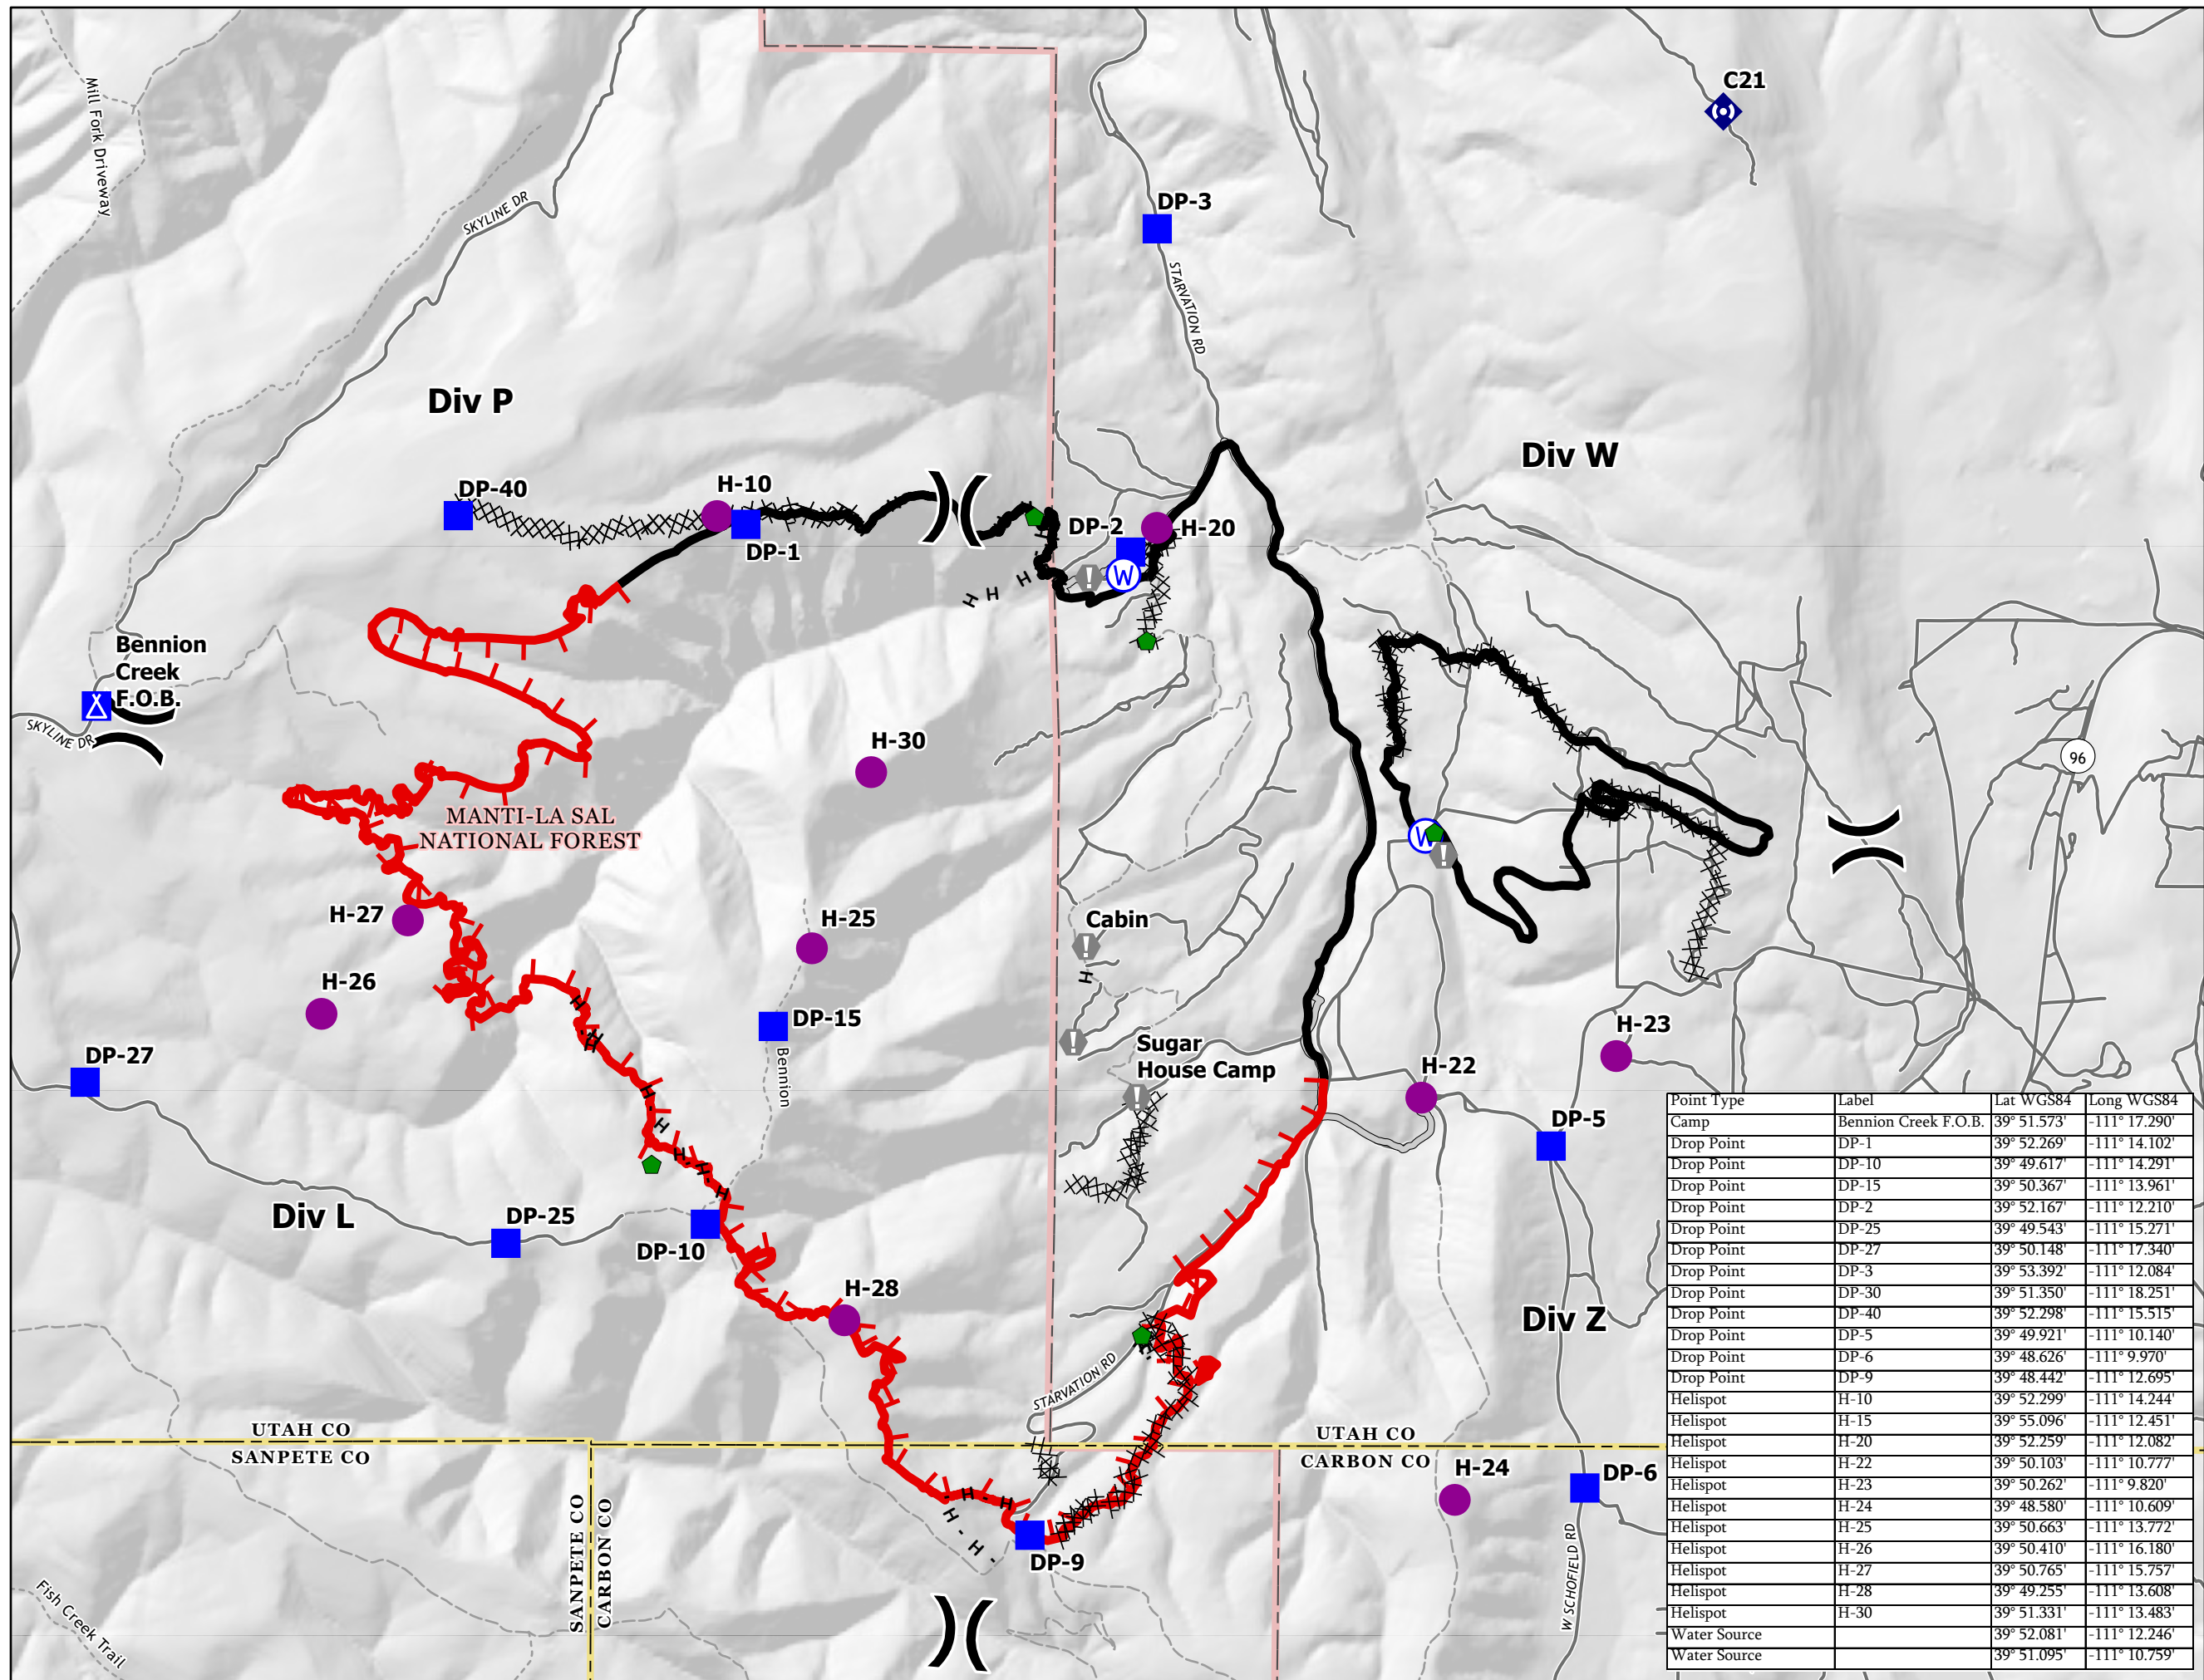 C21
Mill Fork Driveway
SKYLINE DR
DP-3
STARVATION RD
Div P
Div W
DP-40
H-10
DP-1
DP-2
H-20
W
Bennion
Creek
F.O.B.
SKYLINE DR
H-30
96
MANTI-LA SAL
NATIONAL FOREST
W
H-27
H-25
Cabin
H-26
DP-15
Bennion
Sugar
House Camp
H-23
H-22
DP-27
DP-5
Div L
DP-25
DP-10
H-28
Div Z
STARVATION RD
UTAH CO
SANPETE CO
UTAH CO
CARBON CO
H-24
DP-6
SANPETE CO
CARBON CO
DP-9
W SCHOFIELD RD
Fish Creek Trail
Point Type Label Lat WGS84 Long WGS84
Camp Bennion Creek F.O.B. 39° 51.573' -111° 17.290'
Drop Point DP-1 39° 52.269' -111° 14.102'
Drop Point DP-10 39° 49.617' -111° 14.291'
Drop Point DP-15 39° 50.367' -111° 13.961'
Drop Point DP-2 39° 52.167' -111° 12.210'
Drop Point DP-25 39° 49.543' -111° 15.271'
Drop Point DP-27 39° 50.148' -111° 17.340'
Drop Point DP-3 39° 53.392' -111° 12.084'
Drop Point DP-30 39° 51.350' -111° 18.251'
Drop Point DP-40 39° 52.298' -111° 15.515'
Drop Point DP-5 39° 49.921' -111° 10.140'
Drop Point DP-6 39° 48.626' -111° 9.970'
Drop Point DP-9 39° 48.442' -111° 12.695'
Helispot H-10 39° 52.299' -111° 14.244'
Helispot H-15 39° 55.096' -111° 12.451'
Helispot H-20 39° 52.259' -111° 12.082'
Helispot H-22 39° 50.103' -111° 10.777'
Helispot H-23 39° 50.262' -111° 9.820'
Helispot H-24 39° 48.580' -111° 10.609'
Helispot H-25 39° 50.663' -111° 13.772'
Helispot H-26 39° 50.410' -111° 16.180'
Helispot H-27 39° 50.765' -111° 15.757'
Helispot H-28 39° 49.255' -111° 13.608'
Helispot H-30 39° 51.331' -111° 13.483'
Water Source 39° 52.081' -111° 12.246'
Water Source 39° 51.095' -111° 10.759'